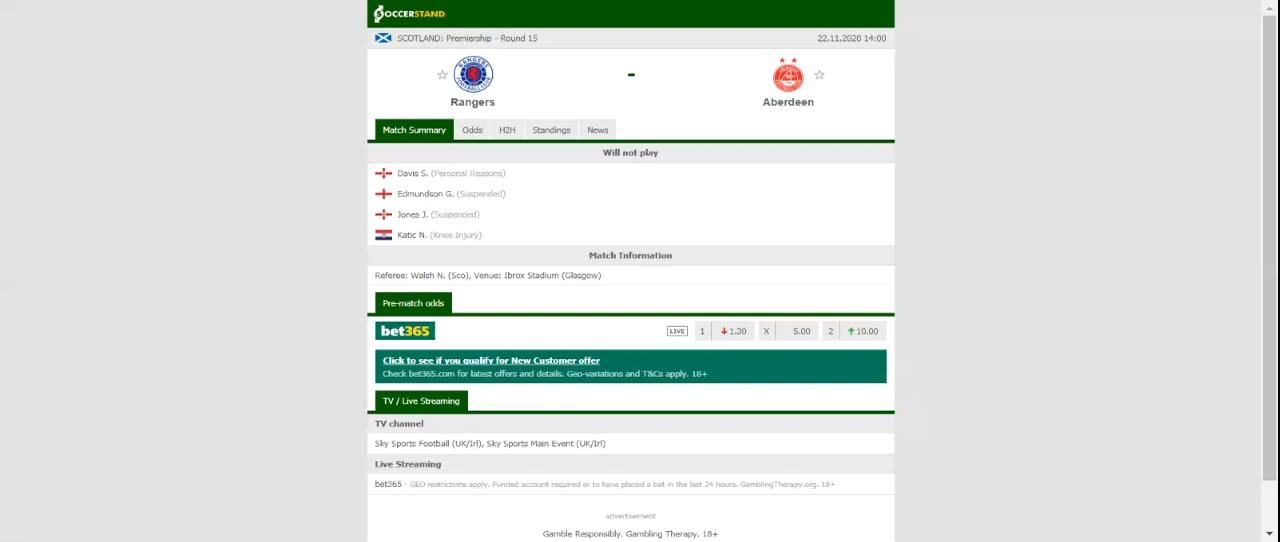 SOCCERSTAND
SCOTLAND: Premiership - Round 15 22.11.2020 14:00
-
Rangers Aberdeen
Match Summary Odds H2H Standings News
Will not play
Davis S. (Personal Reasons)
Edmundson G. (Suspended)
Jones J. (Suspended)
Katic N. (Knee Injury)
Match Information
Referee: Walsh N. (Sco), Venue: Ibrox Stadium (Glasgow)
Pre-match odds
bet365 LIVE 1 1.30 X 5.00 2 10.00
Click to see if you qualify for New Customer offer
Check bet365.com for latest offers and details. Geo-variations and T&Cs apply. 18+
TV / Live Streaming
TV channel
Sky Sports Football (UK/Irl), Sky Sports Main Event (UK/Irl)
Live Streaming
bet365 - GEO restrictions apply. Funded account required or to have placed a bet in the last 24 hours. GamblingTherapy.org. 18+
advertisement
Gamble Responsibly. Gambling Therapy. 18+